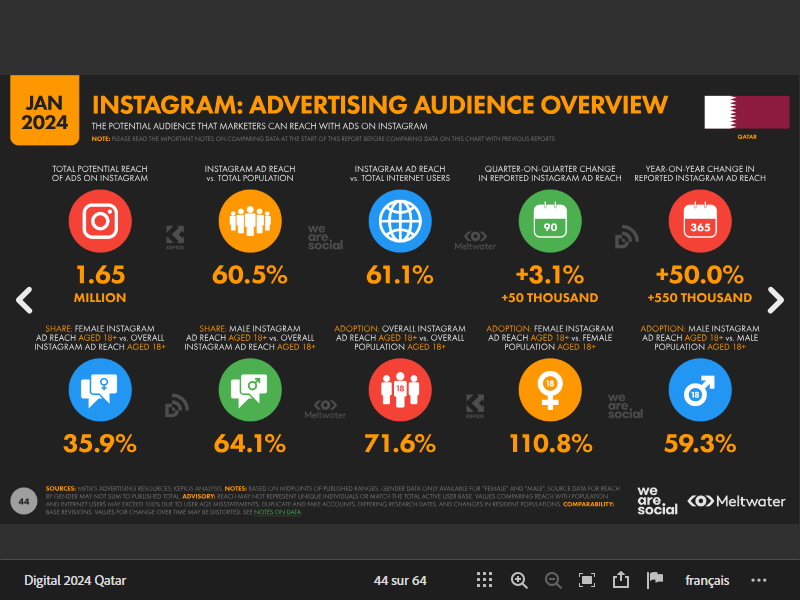 JAN
2024
INSTAGRAM: ADVERTISING AUDIENCE OVERVIEW
THE POTENTIAL AUDIENCE THAT MARKETERS CAN REACH WITH ADS ON INSTAGRAM
NOTE: PLEASE READ THE IMPORTANT NOTES ON COMPARING DATA AT THE START OF THIS REPORT BEFORE COMPARING DATA ON THIS CHART WITH PREVIOUS REPORTS
QATAR
TOTAL POTENTIAL REACH
OF ADS ON INSTAGRAM
1.65
MILLION
INSTAGRAM AD REACH
vs. TOTAL POPULATION
60.5%
INSTAGRAM AD REACH
vs. TOTAL INTERNET USERS
61.1%
QUARTER-ON-QUARTER CHANGE
IN REPORTED INSTAGRAM AD REACH
90
+3.1%
+50 THOUSAND
YEAR-ON-YEAR CHANGE IN
REPORTED INSTAGRAM AD REACH
365
+50.0%
+550 THOUSAND
KEPIOS
we
are.
social
Meltwater
SHARE: FEMALE INSTAGRAM
AD REACH AGED 18+ vs. OVERALL
INSTAGRAM AD REACH AGED 18+
35.9%
SHARE: MALE INSTAGRAM
AD REACH AGED 18+ vs. OVERALL
INSTAGRAM AD REACH AGED 18+
64.1%
ADOPTION: OVERALL INSTAGRAM
AD REACH AGED 18+ vs. OVERALL
POPULATION AGED 18+
18
71.6%
ADOPTION: FEMALE INSTAGRAM
AD REACH AGED 18+ vs. FEMALE
POPULATION AGED 18+
18
110.8%
ADOPTION: MALE INSTAGRAM
AD REACH AGED 18+ vs. MALE
POPULATION AGED 18+
18
59.3%
Meltwater
KEPIOS
we
are.
social
44
SOURCES: META'S ADVERTISING RESOURCES; KEPIOS ANALYSIS. NOTES: BASED ON MIDPOINTS OF PUBLISHED RANGES. GENDER DATA ONLY AVAILABLE FOR "FEMALE" AND "MALE". SOURCE DATA FOR REACH
BY GENDER MAY NOT SUM TO PUBLISHED TOTAL. ADVISORY: REACH MAY NOT REPRESENT UNIQUE INDIVIDUALS OR MATCH THE TOTAL ACTIVE USER BASE. VALUES COMPARING REACH WITH POPULATION
AND INTERNET USERS MAY EXCEED 100% DUE TO USER AGE MISSTATEMENTS, DUPLICATE AND FAKE ACCOUNTS, DIFFERING RESEARCH DATES, AND CHANGES IN RESIDENT POPULATIONS. COMPARABILITY:
BASE REVISIONS. VALUES FOR CHANGE OVER TIME MAY BE DISTORTED. SEE NOTES ON DATA.
we
are.
social
Meltwater
Digital 2024 Qatar
44 sur 64
français